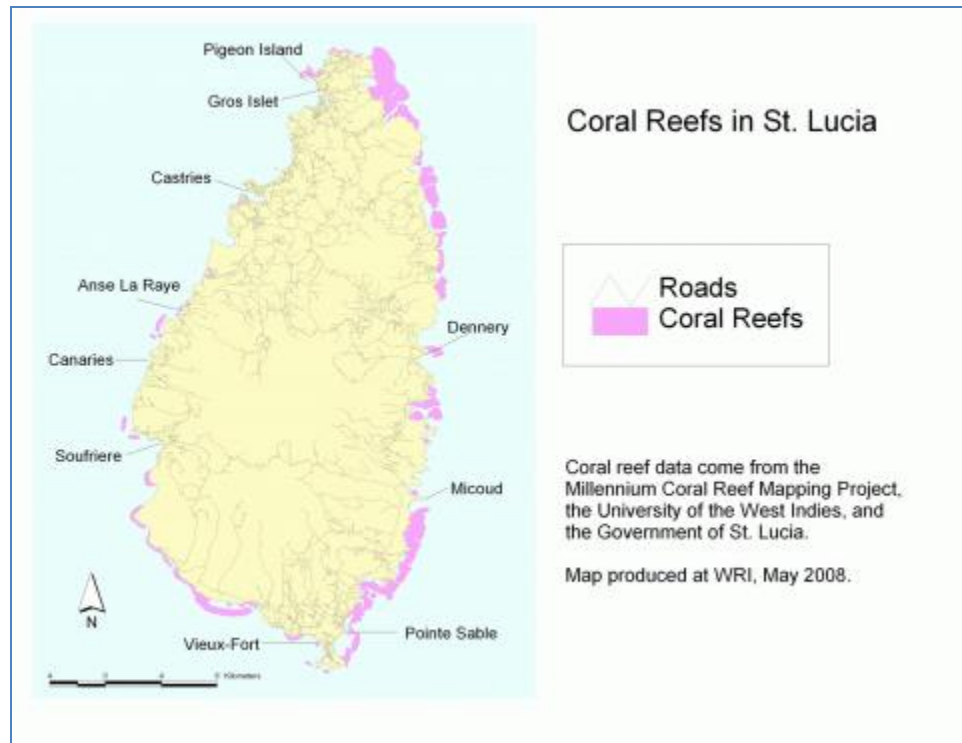 Pigeon Island
Gros Islet
Castries
Anse La Raye
Canaries
Dennery
Soufriere
Micoud
Vieux-Fort
Pointe Sable
N
Kilometers
Coral Reefs in St. Lucia
Roads
Coral Reefs
Coral reef data come from the
Millennium Coral Reef Mapping Project,
the University of the West Indies, and
the Government of St. Lucia.
Map produced at WRI, May 2008.